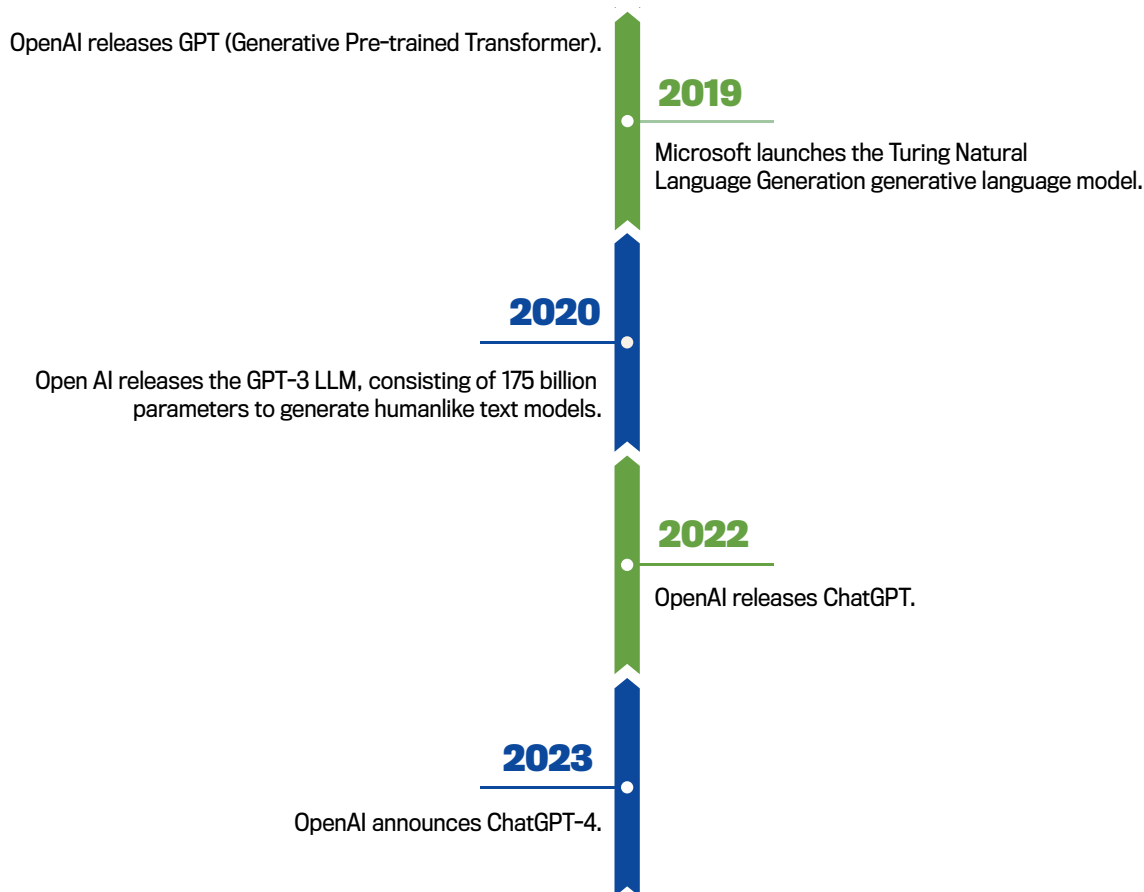 OpenAI releases GPT (Generative Pre-trained Transformer).
2019
Microsoft launches the Turing Natural
Language Generation generative language model.
2020
Open AI releases the GPT-3 LLM, consisting of 175 billion
parameters to generate humanlike text models.
2022
OpenAI releases ChatGPT.
2023
OpenAI announces ChatGPT-4.